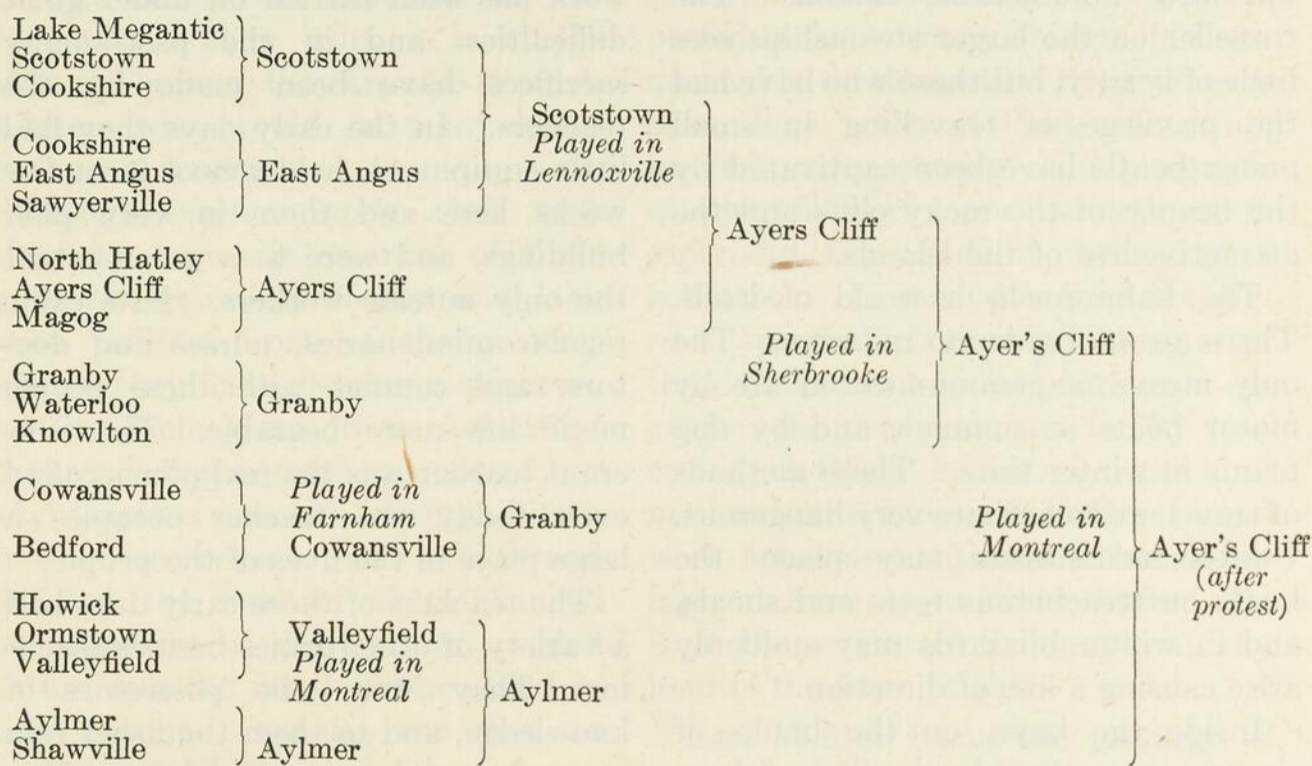 Lake Megantic
Scotstown
Cookshire
Scotstown
Cookshire
East Angus
Sawyerville
East Angus
Scotstown
Played in
Lennoxville
North Hatley
Ayers Cliff
Magog
Ayers Cliff
Ayers Cliff
Granby
Waterloo
Knowlton
Granby
Played in
Sherbrooke
Ayer's Cliff
Cowansville
Bedford
Played in
Farnham
Cowansville
Granby
Howick
Ormstown
Valleyfield
Valleyfield
Played in
Montreal
Aylmer
Shawville
Aylmer
Aylmer
Played in
Montreal
Ayer's Cliff
(after
protest)